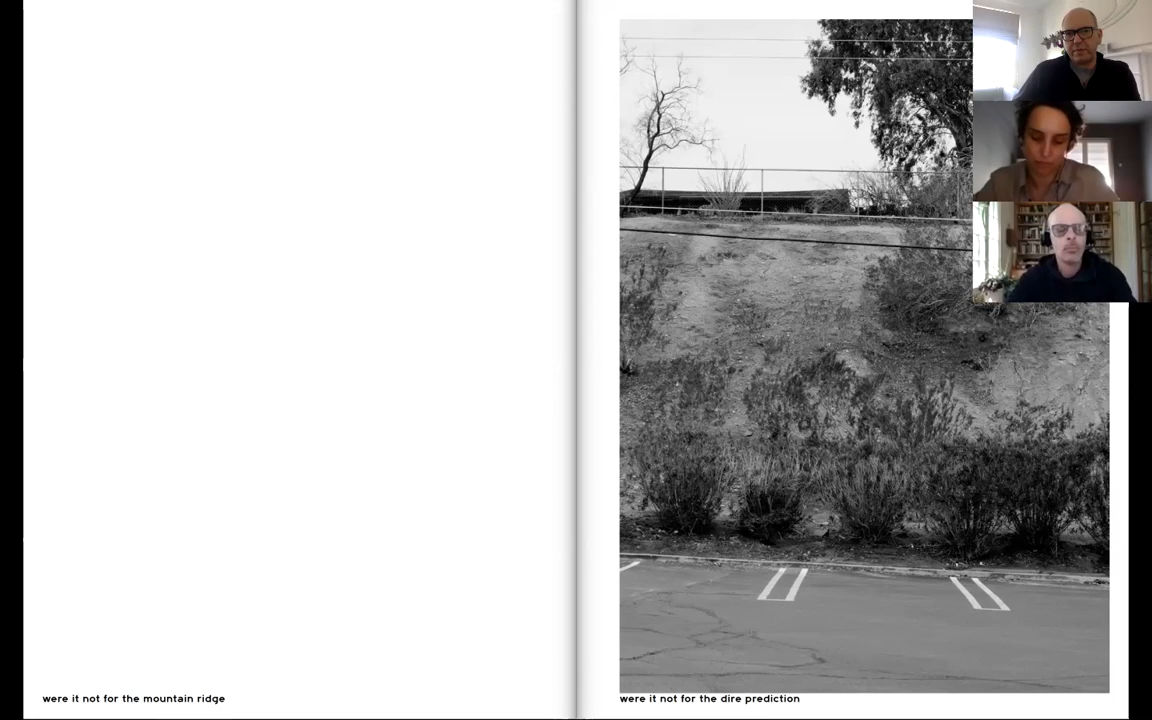 were it not for the mountain ridge
were it not for the dire prediction